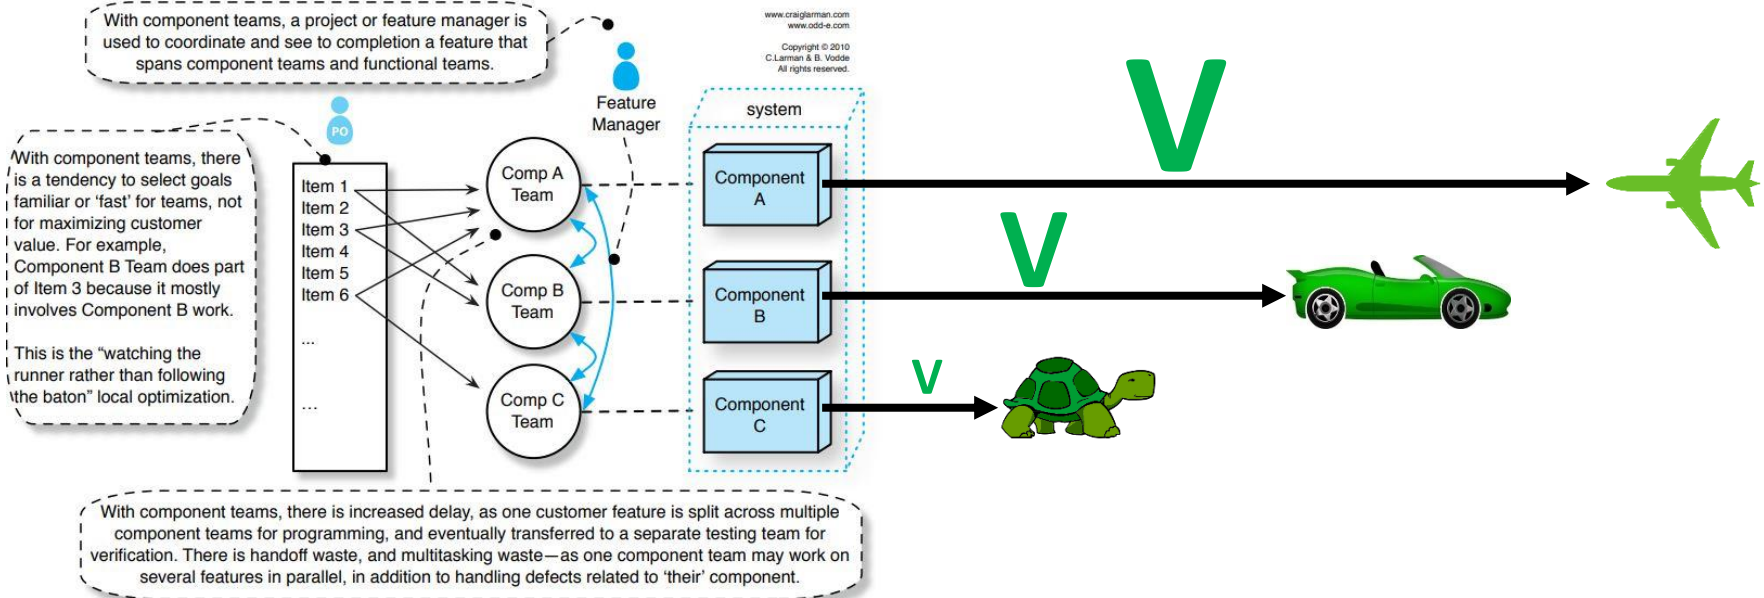 With component teams, a project or feature manager is
used to coordinate and see to completion a feature that
spans component teams and functional teams.
www.craiglarman.com
www.odd-e.com
Copyright © 2010
C.Larman & B. Vodde
All rights reserved.
PO
Feature
Manager
With component teams, there
is a tendency to select goals
familiar or ‘fast’ for teams, not
for maximizing customer
value. For example,
Component B Team does part
of Item 3 because it mostly
involves Component B work.
This is the “watching the
runner rather than following
the baton” local optimization.
Item 1
Item 2
Item 3
Item 4
Item 5
Item 6
...
...
Comp A
Team
Comp B
Team
Comp C
Team
system
Component
A
Component
B
Component
C
V
V
V
With component teams, there is increased delay, as one customer feature is split across multiple
component teams for programming, and eventually transferred to a separate testing team for
verification. There is handoff waste, and multitasking waste—as one component team may work on
several features in parallel, in addition to handling defects related to ‘their’ component.